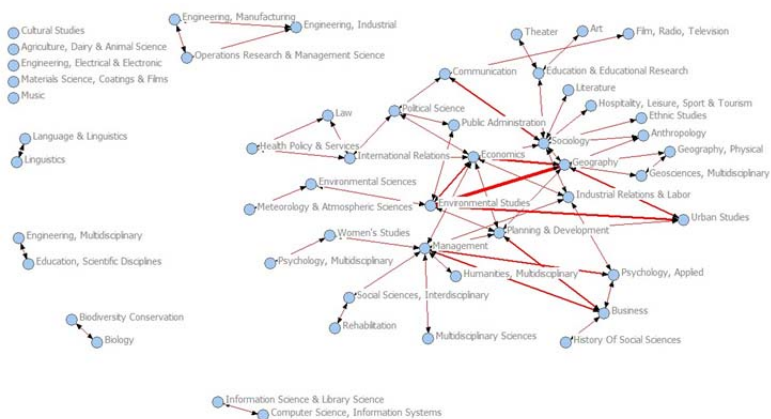 Engineering, Manufacturing
Engineering, Industrial
Cultural Studies
Agriculture, Dairy & Animal Science
Engineering, Electrical & Electronic
Materials Science, Coatings & Films
Music
Operations Research & Management Science
Theater
Art
Film, Radio, Television
Communication
Education & Educational Research
Literature
Hospitality, Leisure, Sport & Tourism
Ethnic Studies
Law
Political Science
Public Administration
Anthropology
Sociology
Language & Linguistics
Linguistics
Health Policy & Services
International Relations
Economics
Geography
Geography, Physical
Geosciences, Multidisciplinary
Environmental Sciences
Industrial Relations & Labor
Meteorology & Atmospheric Sciences
Environmental Studies
Urban Studies
Engineering, Multidisciplinary
Education, Scientific Disciplines
Women's Studies
Planning & Development
Management
Psychology, Multidisciplinary
Humanities, Multidisciplinary
Psychology, Applied
Social Sciences, Interdisciplinary
Business
Biodiversity Conservation
Biology
Rehabilitation
Multidisciplinary Sciences
History Of Social Sciences
Information Science & Library Science
Computer Science, Information Systems